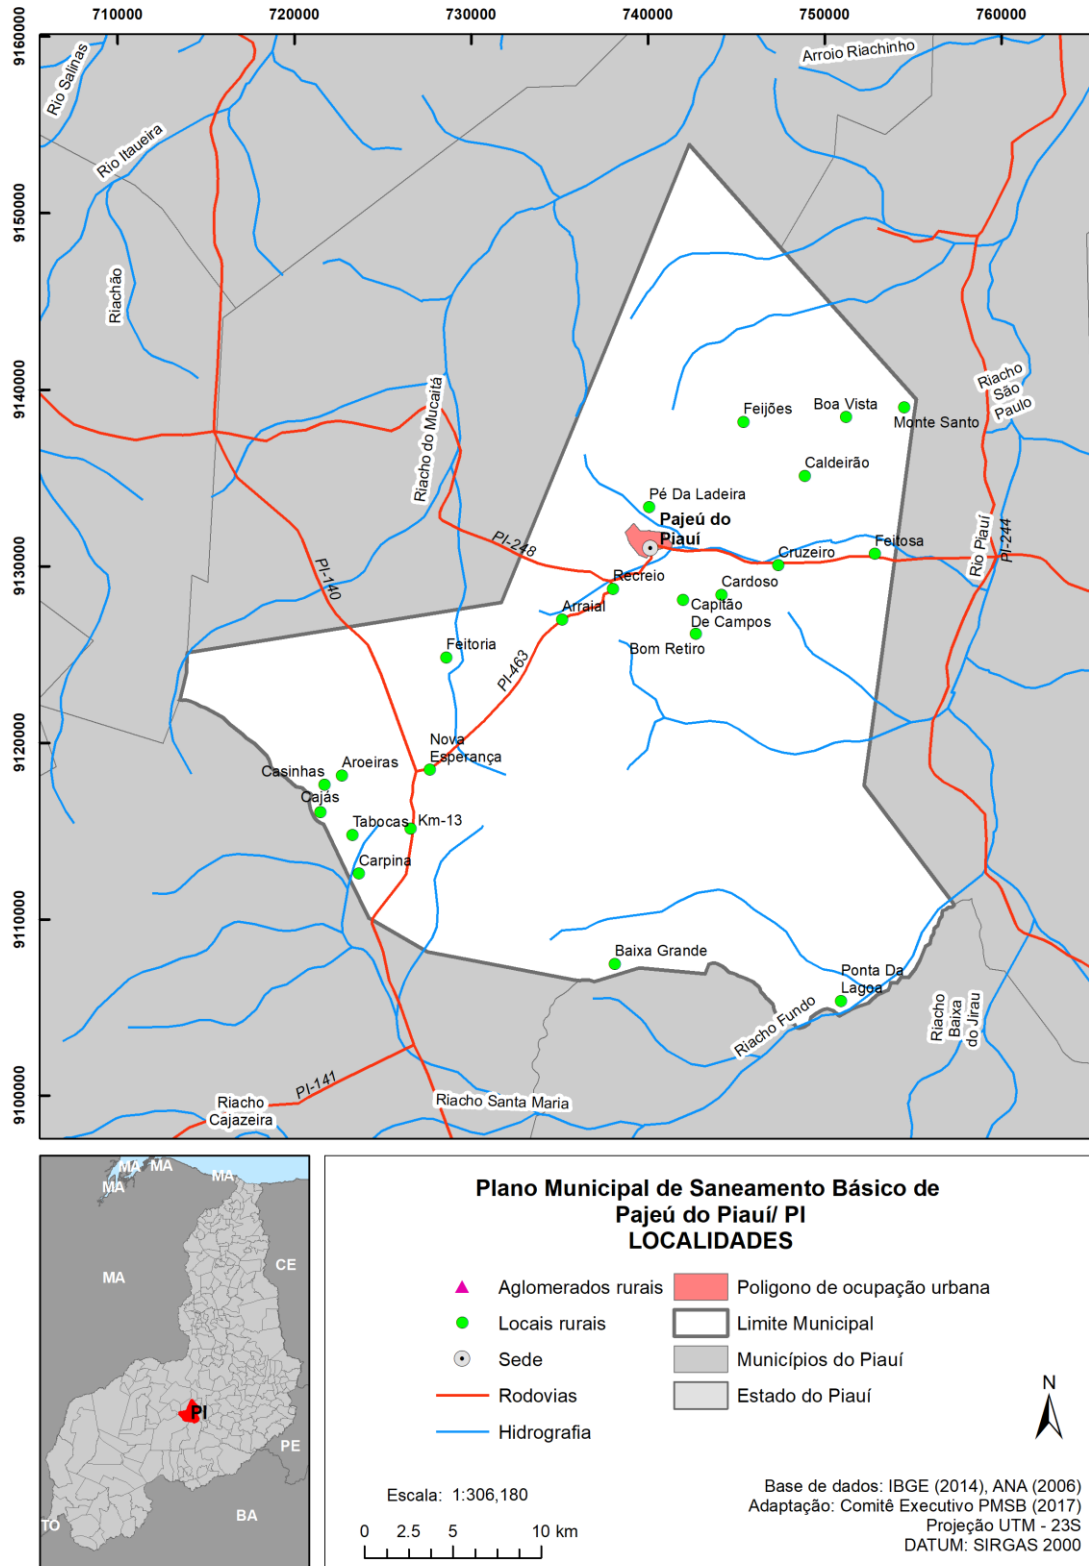 710000
720000
730000
740000
750000
760000
9160000
9150000
9140000
9130000
9120000
9110000
9100000
Rio Salinas
Arroio Riachinho
Rio Itaueira
Riachão
Riacho do Mucaitá
Riacho
São
Paulo
Feijões
Boa Vista
Monte Santo
Caldeirão
Pé Da Ladeira
Pajeú do
Piauí
PI-248
Cruzeiro
Feitosa
Rio Piauí
PI-244
PI-140
Recreio
Cardoso
Arraial
Capitão
De Campos
Bom Retiro
Feitoria
PI-463
Nova
Esperança
Aroeiras
Casinhas
Cajás
Tabocas
Km-13
Carpina
Baixa Grande
Ponta Da
Lagoa
Riacho Fundo
Riacho
Baixa
do Jirau
PI-141
Riacho
Cajazeira
Riacho Santa Maria
MA
MA
MA
MA
MA
CE
PI
PE
BA
TO
Plano Municipal de Saneamento Básico de
Pajeú do Piauí/ PI
LOCALIDADES
Aglomerados rurais
Locais rurais
Sede
Rodovias
Hidrografia
Poligono de ocupação urbana
Limite Municipal
Municípios do Piauí
Estado do Piauí
N
Escala: 1:306,180
0 2.5 5 10 km
Base de dados: IBGE (2014), ANA (2006)
Adaptação: Comitê Executivo PMSB (2017)
Projeção UTM - 23S
DATUM: SIRGAS 2000